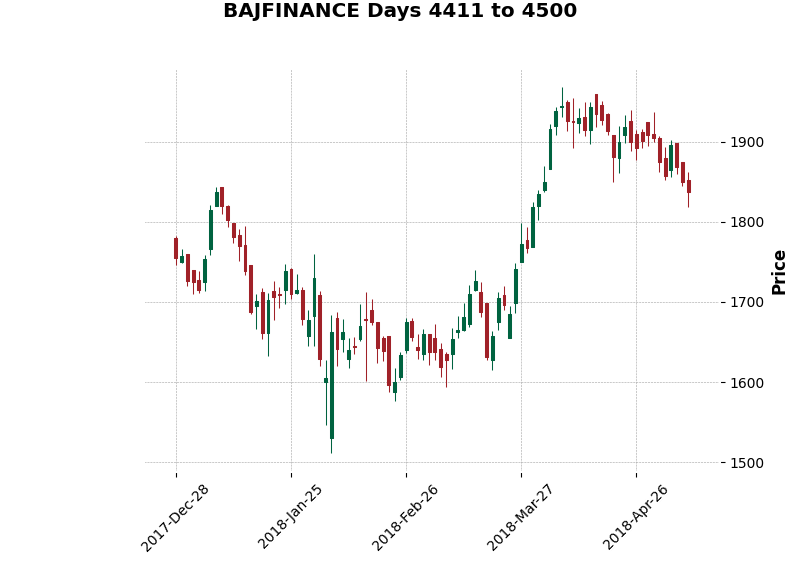 BAJFINANCE Days 4411 to 4500
1900
1800
1700
1600
1500
Price
2017-Dec-28
2018-Jan-25
2018-Feb-26
2018-Mar-27
2018-Apr-26